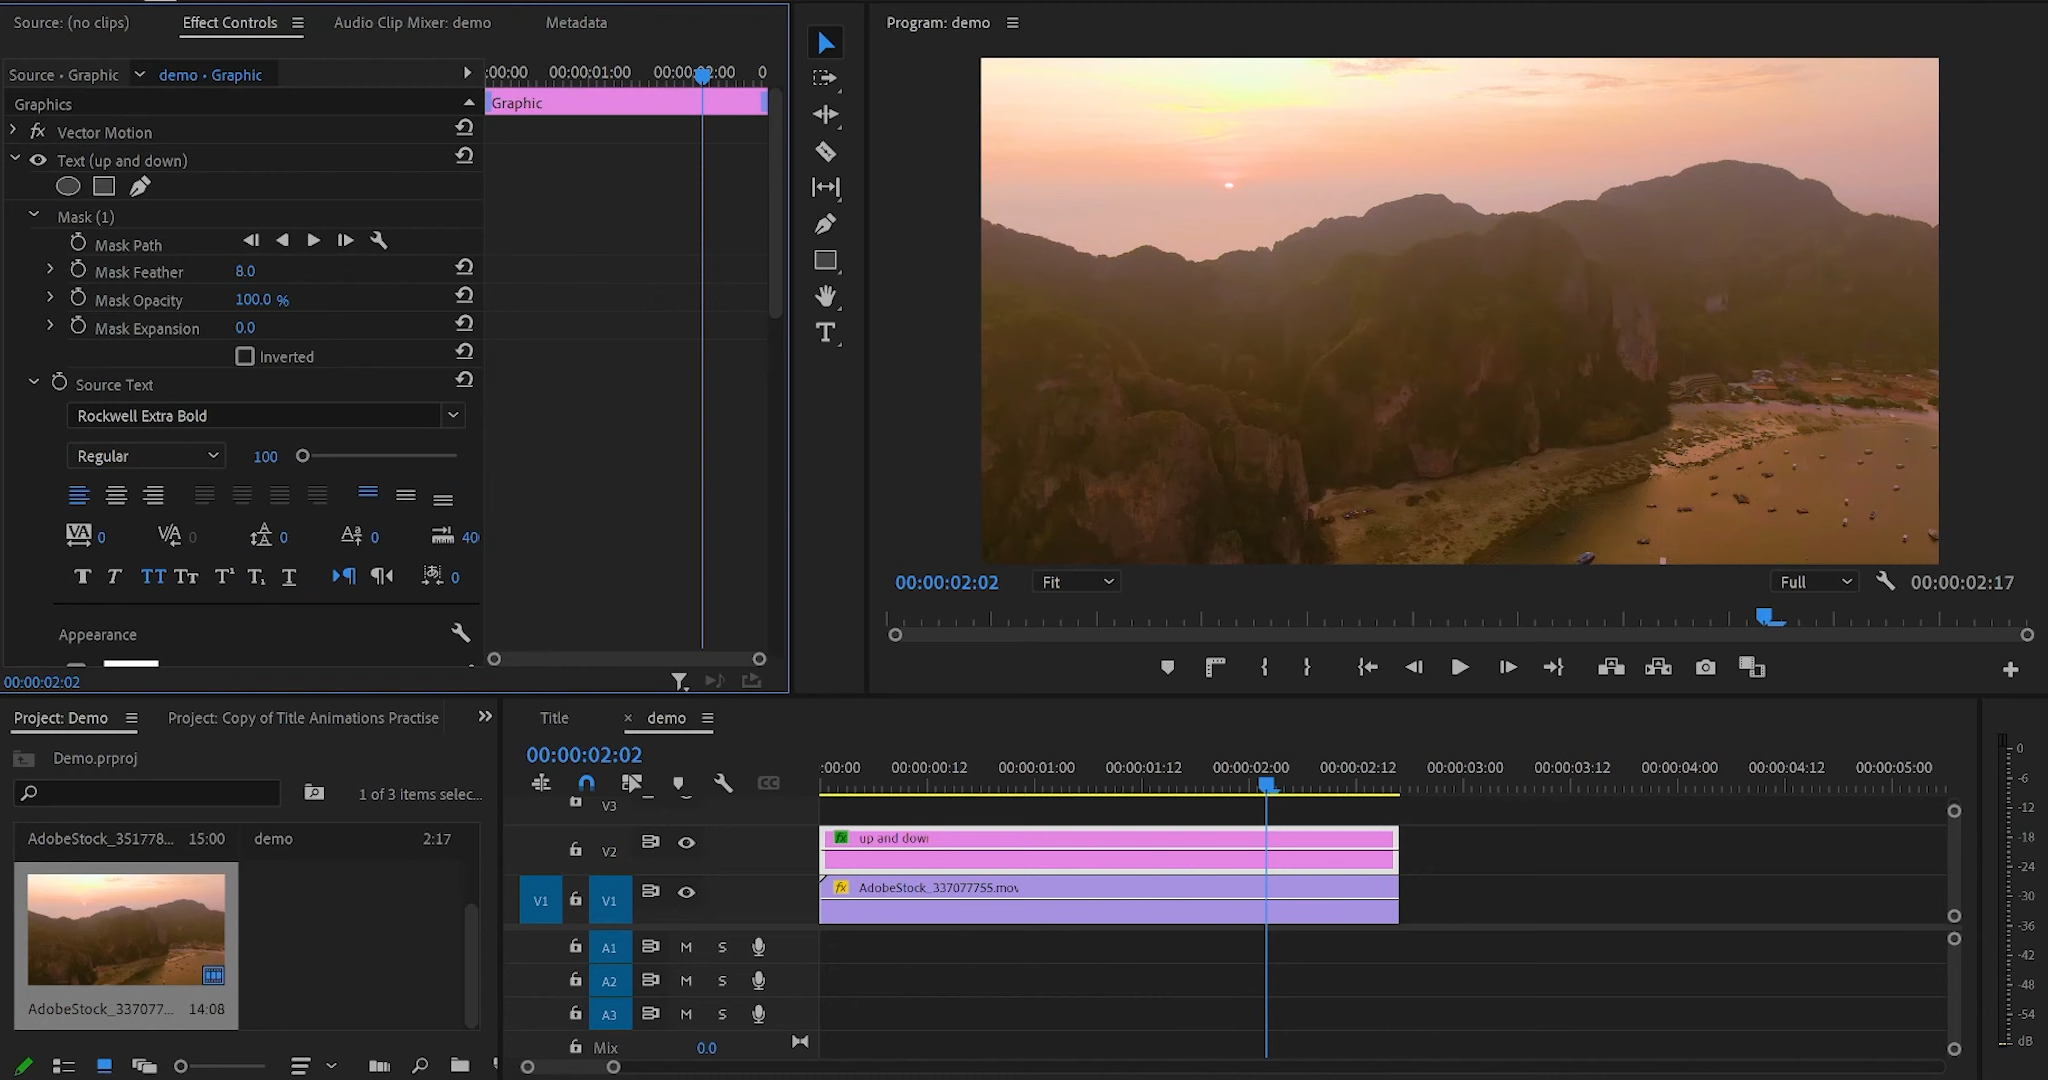 Source: (no clips)
Effect Controls
Audio Clip Mixer: demo
Metadata
Source • Graphic
demo • Graphic
:00:00
00:00:01:00
00:00:02:00
0
Graphics
Graphic
fx Vector Motion
Text (up and down)
Mask (1)
Mask Path
Mask Feather
8.0
Mask Opacity
100.0 %
Mask Expansion
0.0
Inverted
Source Text
Rockwell Extra Bold
Regular
100
0
0
0
0
40
0
Appearance
00:00:02:02
Program: demo
00:00:02:02
Fit
Full
00:00:02:17
Project: Demo
Project: Copy of Title Animations Practise
Demo.prproj
1 of 3 items selec...
AdobeStock_351778...
15:00
demo
2:17
AdobeStock_337077...
14:08
Title
× demo
00:00:02:02
:00:00
00:00:00:12
00:00:01:00
00:00:01:12
00:00:02:00
00:00:02:12
00:00:03:00
00:00:03:12
00:00:04:00
00:00:04:12
00:00:05:00
V3
V2
fx up and down
V1
V1
fx AdobeStock_337077755.mov
A1
M
S
A2
M
S
A3
M
S
Mix
0.0
0
-6
-12
-18
-24
-30
-36
-42
-48
-54
dB